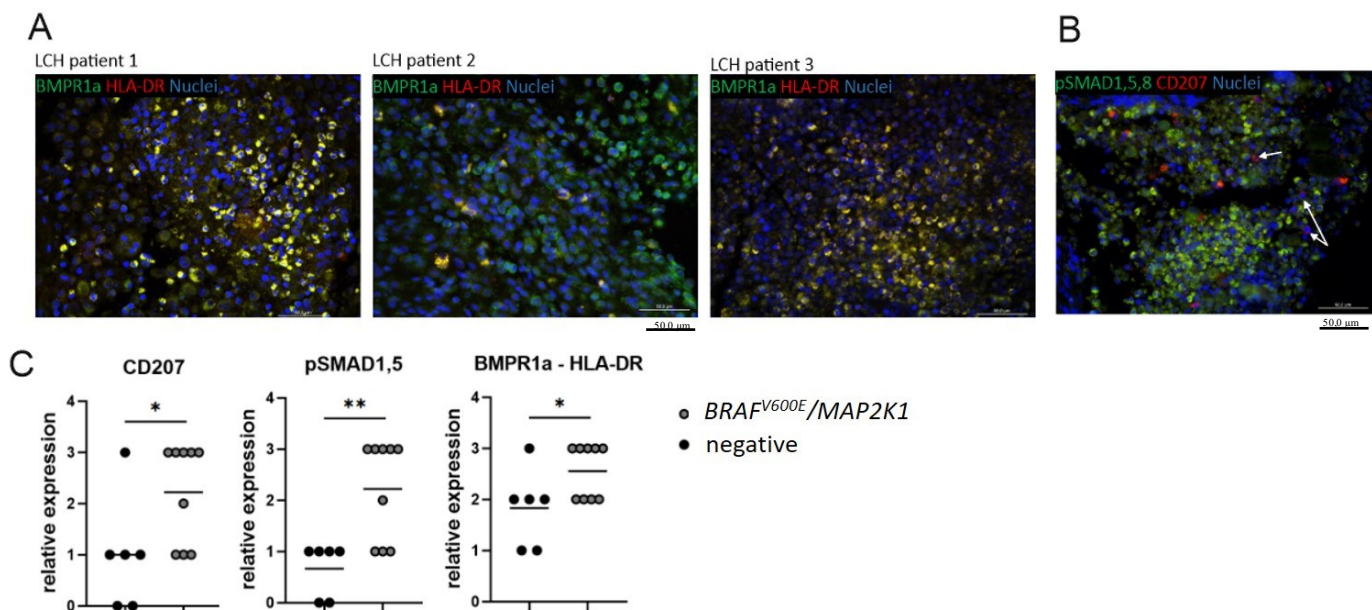 A
B
LCH patient 1
LCH patient 2
LCH patient 3
BMPR1a HLA-DR Nuclei
BMPR1a HLA-DR Nuclei
BMPR1a HLA-DR Nuclei
pSMAD1,5,8 CD207 Nuclei
50.0 µm
50.0 µm
C
CD207
pSMAD1,5
BMPR1a - HLA-DR
relative expression
4
3
2
1
0
*
relative expression
4
3
2
1
0
**
relative expression
4
3
2
1
0
*
BRAF^V600E/MAP2K1
negative